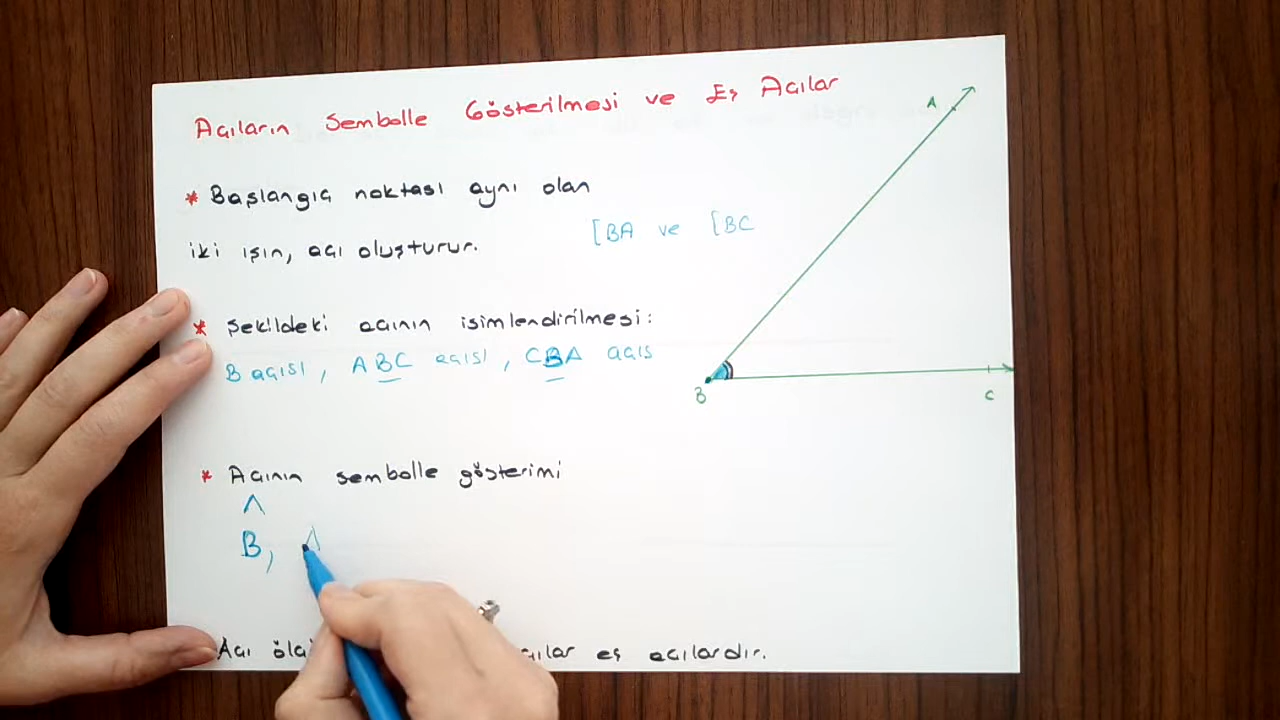 Açıların Sembolle Gösterilmesi ve Eş Açılar
* Başlangıç noktası aynı olan
iki ışın, açı oluşturur.
[BA ve [BC
* Şekildeki açının isimlendirilmesi:
B açısı, ABC açısı, CBA açıs
* Açının sembolle gösterimi
^
B, A
Açı eş açılardır.
A
B
C